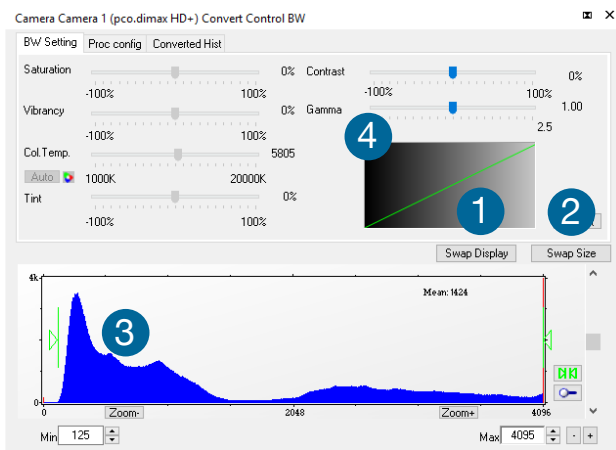 Camera Camera 1 (pco.dimax HD+) Convert Control BW
BW Setting Proc config Converted Hist
Saturation 0% Contrast 0%
-100% 100% -100% 100%
Vibrancy 0% Gamma 1.00
-100% 100% 2.5
Col.Temp. 5805 4
Auto 1000K 20000K
Tint 0% 1 2
-100% 100%
Swap Display Swap Size
4k
Mean: 1424
3
0 0 Zoom- 2048 Zoom+ 4096
Min 125 Max 4095 - +